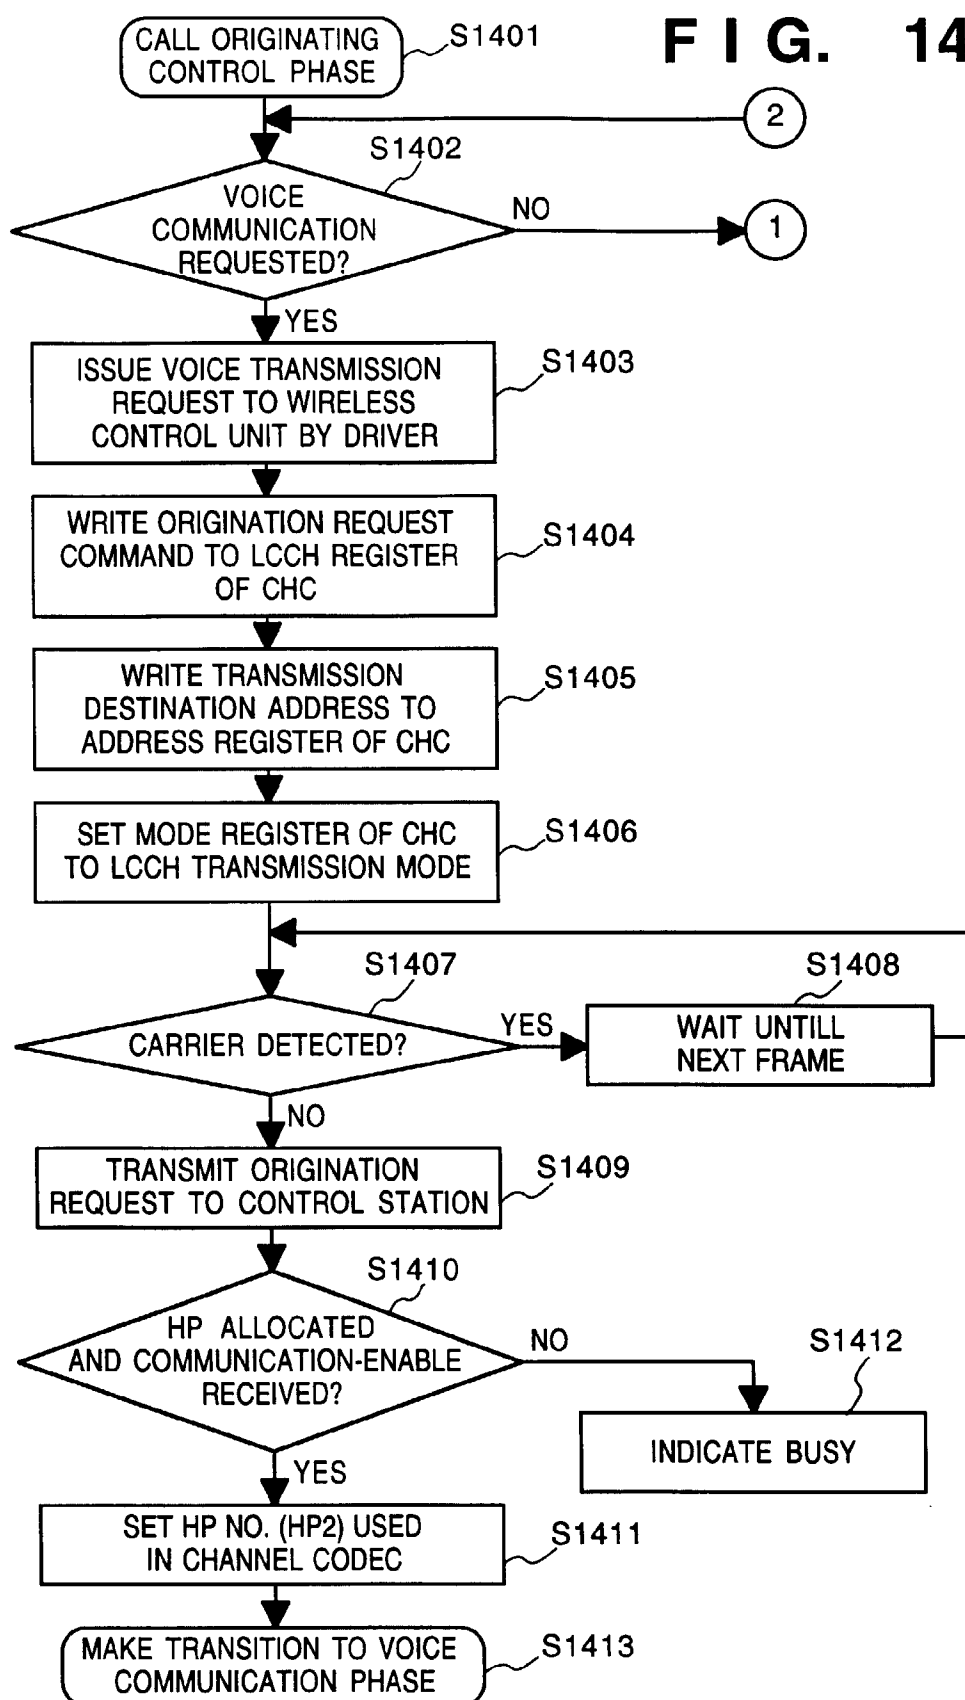 FIG. 14
CALL ORIGINATING
CONTROL PHASE
S1401
2
S1402
VOICE
COMMUNICATION
REQUESTED?
NO
1
YES
ISSUE VOICE TRANSMISSION
REQUEST TO WIRELESS
CONTROL UNIT BY DRIVER
S1403
WRITE ORIGINATION REQUEST
COMMAND TO LCCH REGISTER
OF CHC
S1404
WRITE TRANSMISSION
DESTINATION ADDRESS TO
ADDRESS REGISTER OF CHC
S1405
SET MODE REGISTER OF CHC
TO LCCH TRANSMISSION MODE
S1406
S1407
CARRIER DETECTED?
YES
S1408
WAIT UNTILL
NEXT FRAME
NO
TRANSMIT ORIGINATION
REQUEST TO CONTROL STATION
S1409
S1410
HP ALLOCATED
AND COMMUNICATION-ENABLE
RECEIVED?
NO
S1412
INDICATE BUSY
YES
SET HP NO. (HP2) USED
IN CHANNEL CODEC
S1411
MAKE TRANSITION TO VOICE
COMMUNICATION PHASE
S1413